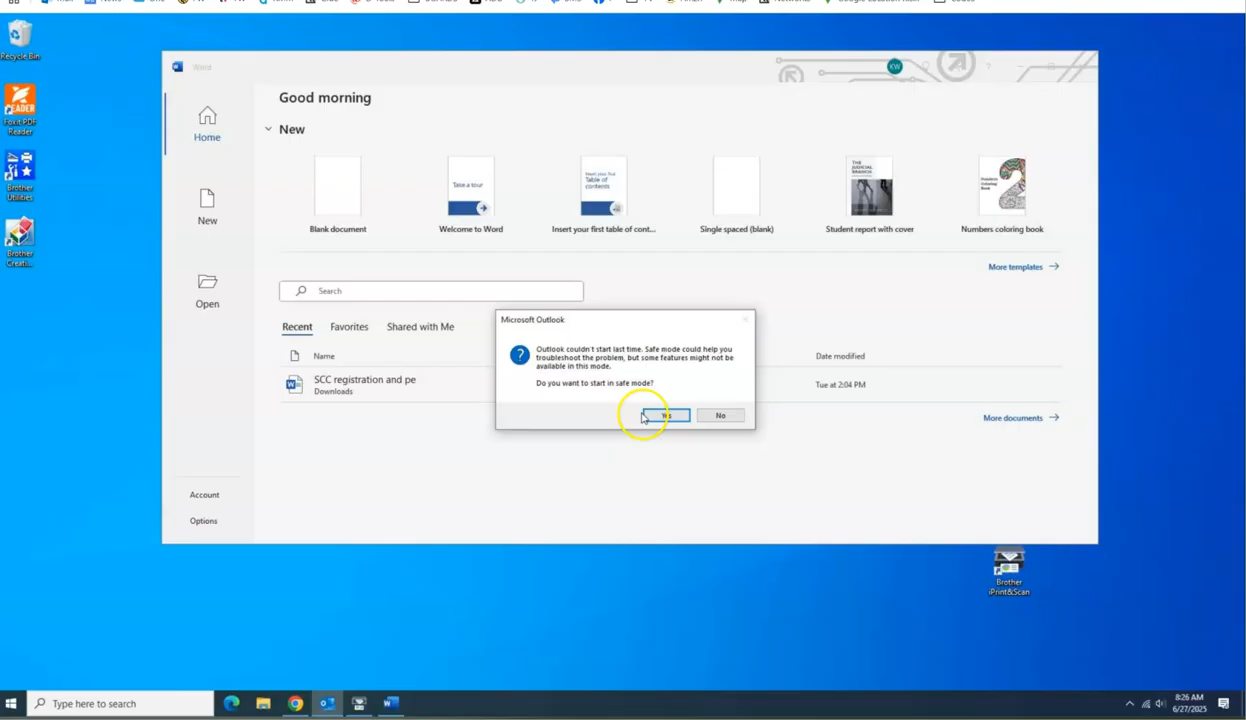 Recycle Bin
Foxit PDF
Reader
Brother
Utilities
Brother
Creati...
Word
KW
Good morning
New
Home
New
Open
Take a tour
Insert your first
Table of
contents
THE
JUDICIAL
BRANCH
Blank document
Welcome to Word
Insert your first table of cont...
Single spaced (blank)
Student report with cover
Numbers coloring book
More templates
Search
Recent Favorites Shared with Me
Name
Date modified
SCC registration and pe
Downloads
Tue at 2:04 PM
More documents
Microsoft Outlook
Outlook couldn't start last time. Safe mode could help you
troubleshoot the problem, but some features might not be
available in this mode.
Do you want to start in safe mode?
Yes No
Account
Options
Brother
iPrint&Scan
Type here to search
8:26 AM
6/27/2025